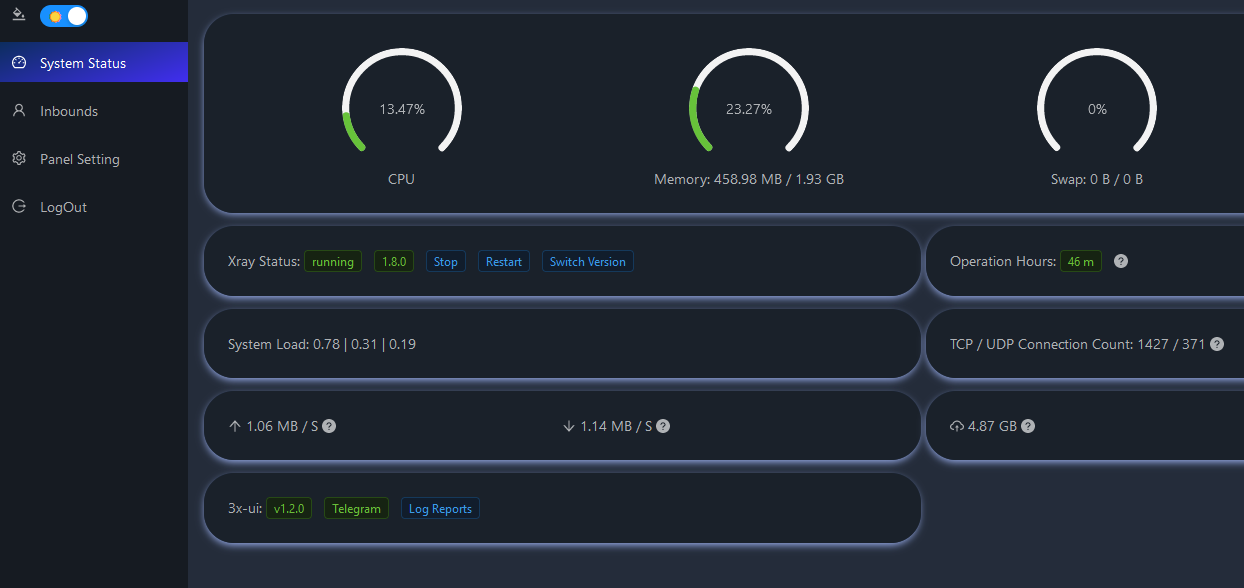 System Status
Inbounds
Panel Setting
LogOut
13.47%
23.27%
0%
CPU
Memory: 458.98 MB / 1.93 GB
Swap: 0 B / 0 B
Xray Status: running 1.8.0 Stop Restart Switch Version
Operation Hours: 46 m ?
System Load: 0.78 | 0.31 | 0.19
TCP / UDP Connection Count: 1427 / 371 ?
↑ 1.06 MB / S ?
↓ 1.14 MB / S ?
4.87 GB ?
3x-ui: v1.2.0 Telegram Log Reports